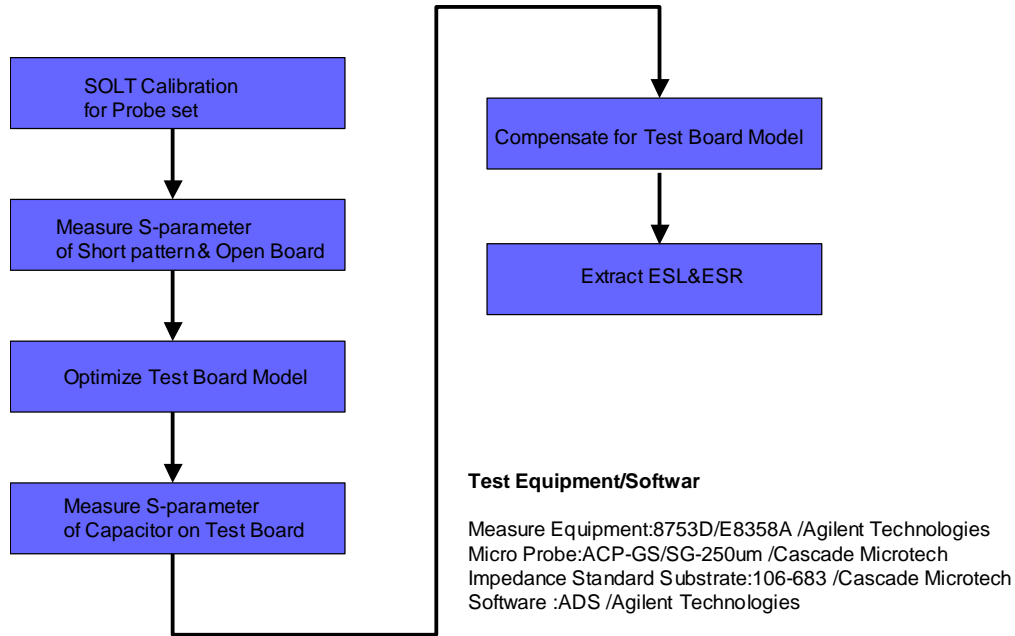 SOLT Calibration
for Probe set
Measure S-parameter
of Short pattern & Open Board
Optimize Test Board Model
Measure S-parameter
of Capacitor on Test Board
Compensate for Test Board Model
Extract ESL&ESR
Test Equipment/Softwar
Measure Equipment:8753D/E8358A /Agilent Technologies
Micro Probe:ACP-GS/SG-250um /Cascade Microtech
Impedance Standard Substrate:106-683 /Cascade Microtech
Software :ADS /Agilent Technologies